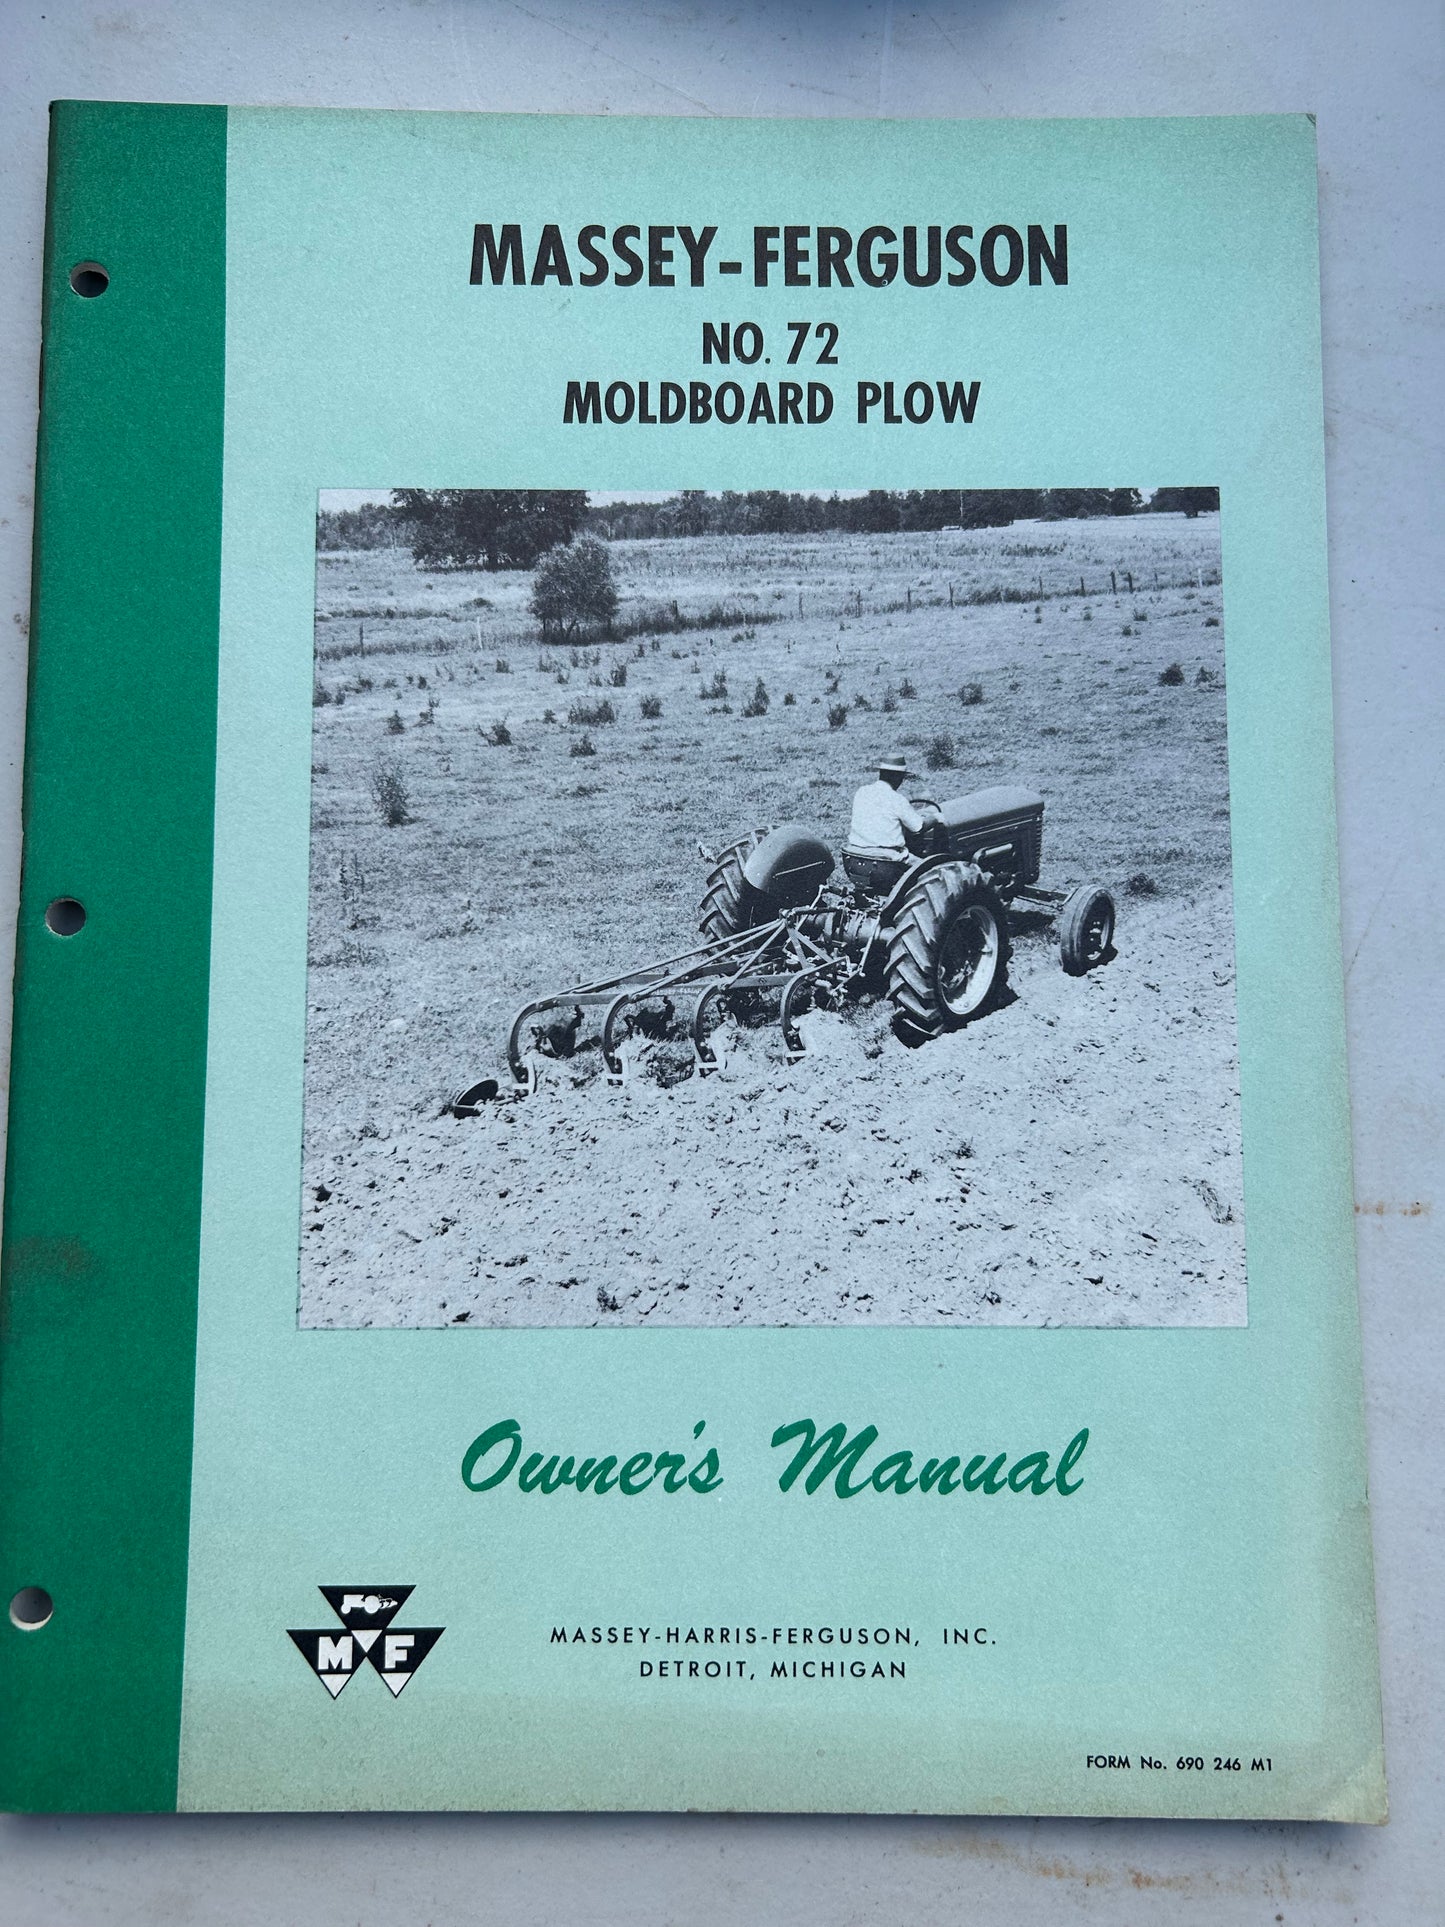 MASSEY-FERGUSON
NO. 72
MOLDBOARD PLOW
Owner's Manual
M F
MASSEY-HARRIS-FERGUSON, INC.
DETROIT, MICHIGAN
FORM No. 690 246 M1